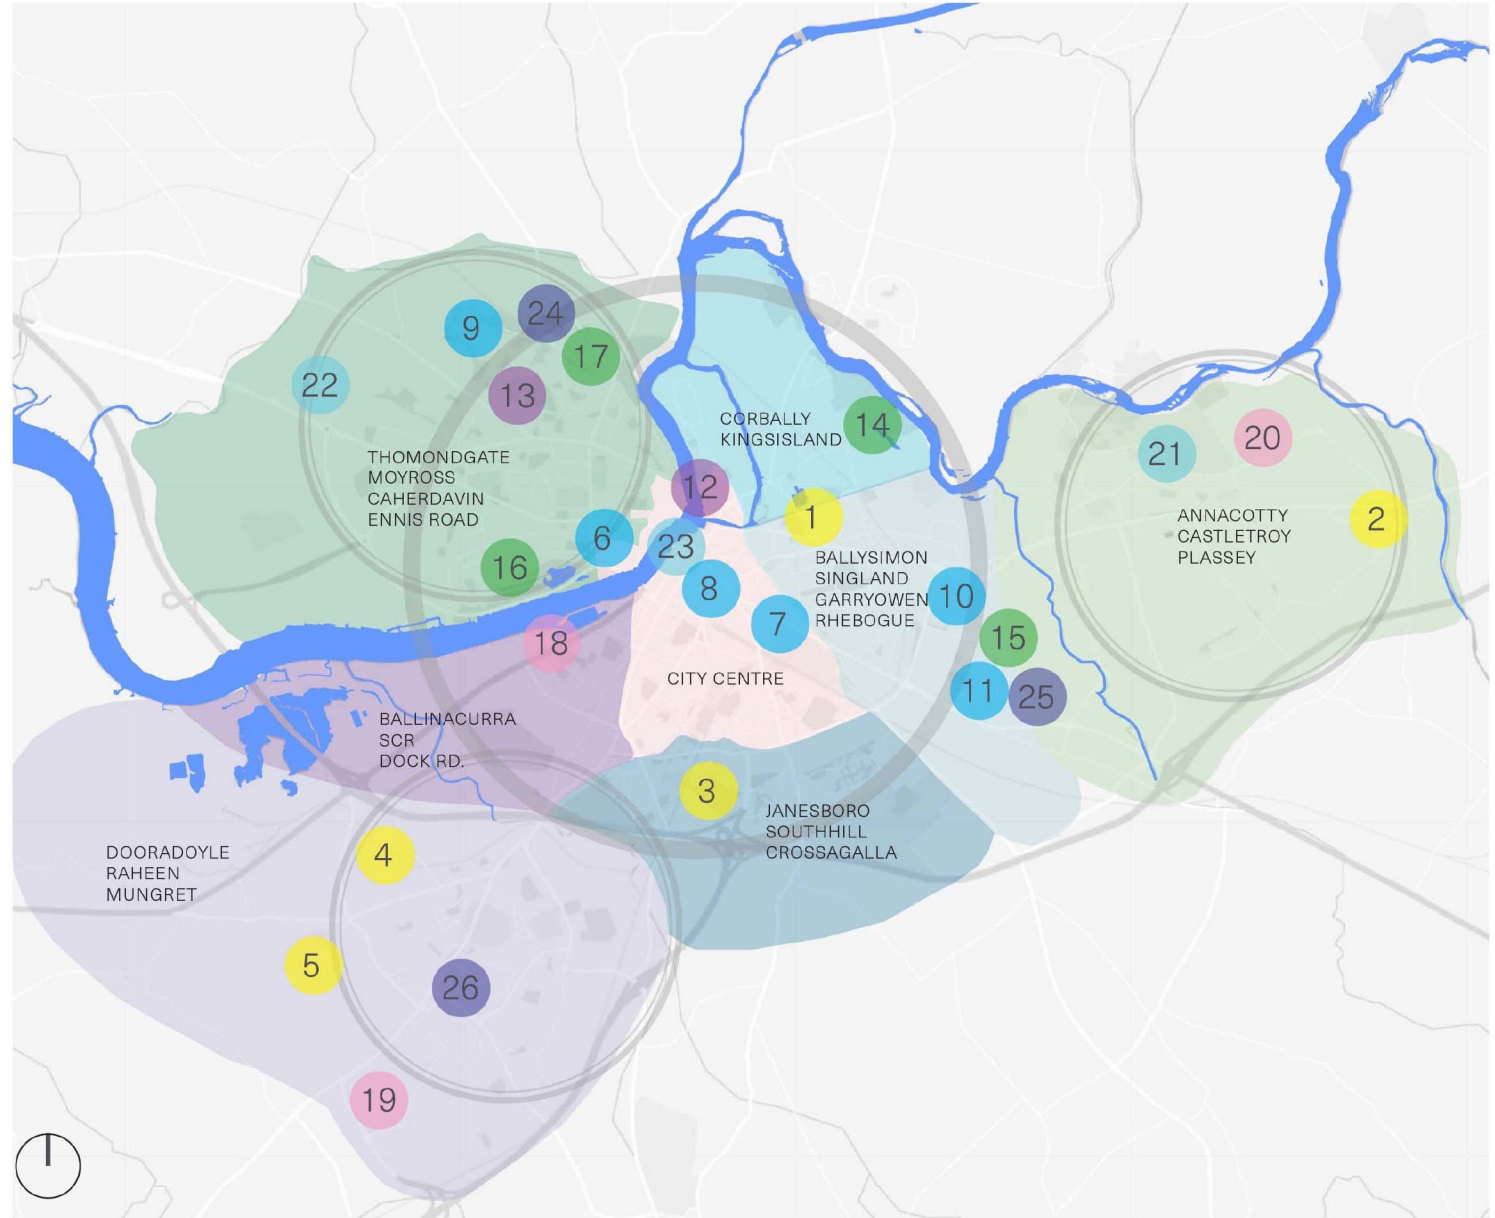 24
9
17
22
13
CORBALLY
KINGSISLAND
14
20
21
THOMONDGATE
MOYROSS
CAHERDAVIN
ENNIS ROAD
12
1
2
ANNACOTTY
CASTLETROY
PLASSEY
6
23
16
8
BALLYSIMON
SINGLAND
GARRYOWEN
RHEBOGUE
10
7
15
18
CITY CENTRE
11
25
BALLINACURRA
SCR
DOCK RD.
3
JANESBORO
SOUTHHILL
CROSSAGALLA
4
DOORADOYLE
RAHEEN
MUNGRET
5
26
19